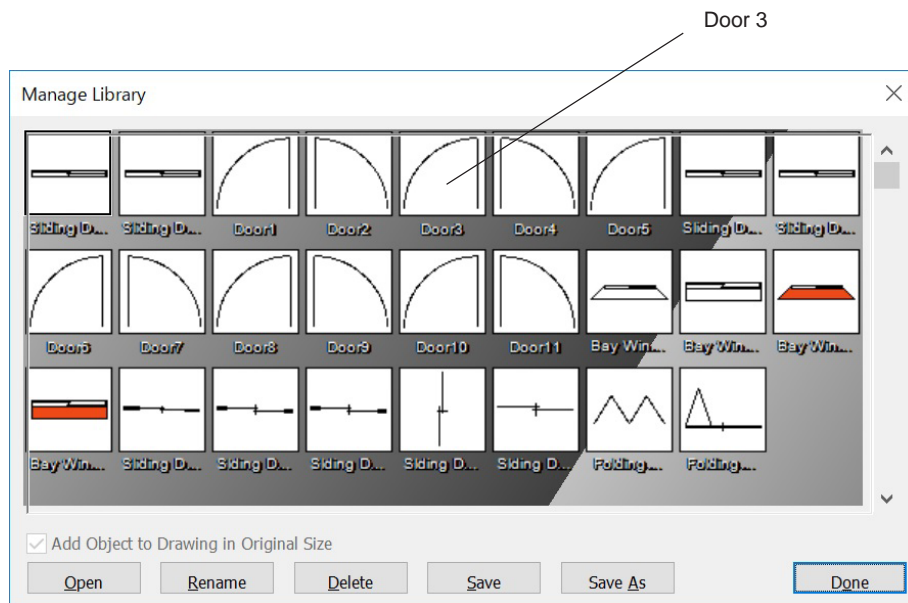 Door 3
Manage Library
Sliding D... Sliding D... Door1 Door2 Door3 Door4 Door5 Sliding D... Sliding D...
Door6 Door7 Door8 Door9 Door10 Door11 Bay Win... Bay Win... Bay Win...
Bay Win... Sliding D... Sliding D... Sliding D... Sliding D... Sliding D... Folding... Folding...
Add Object to Drawing in Original Size
Open Rename Delete Save Save As Done